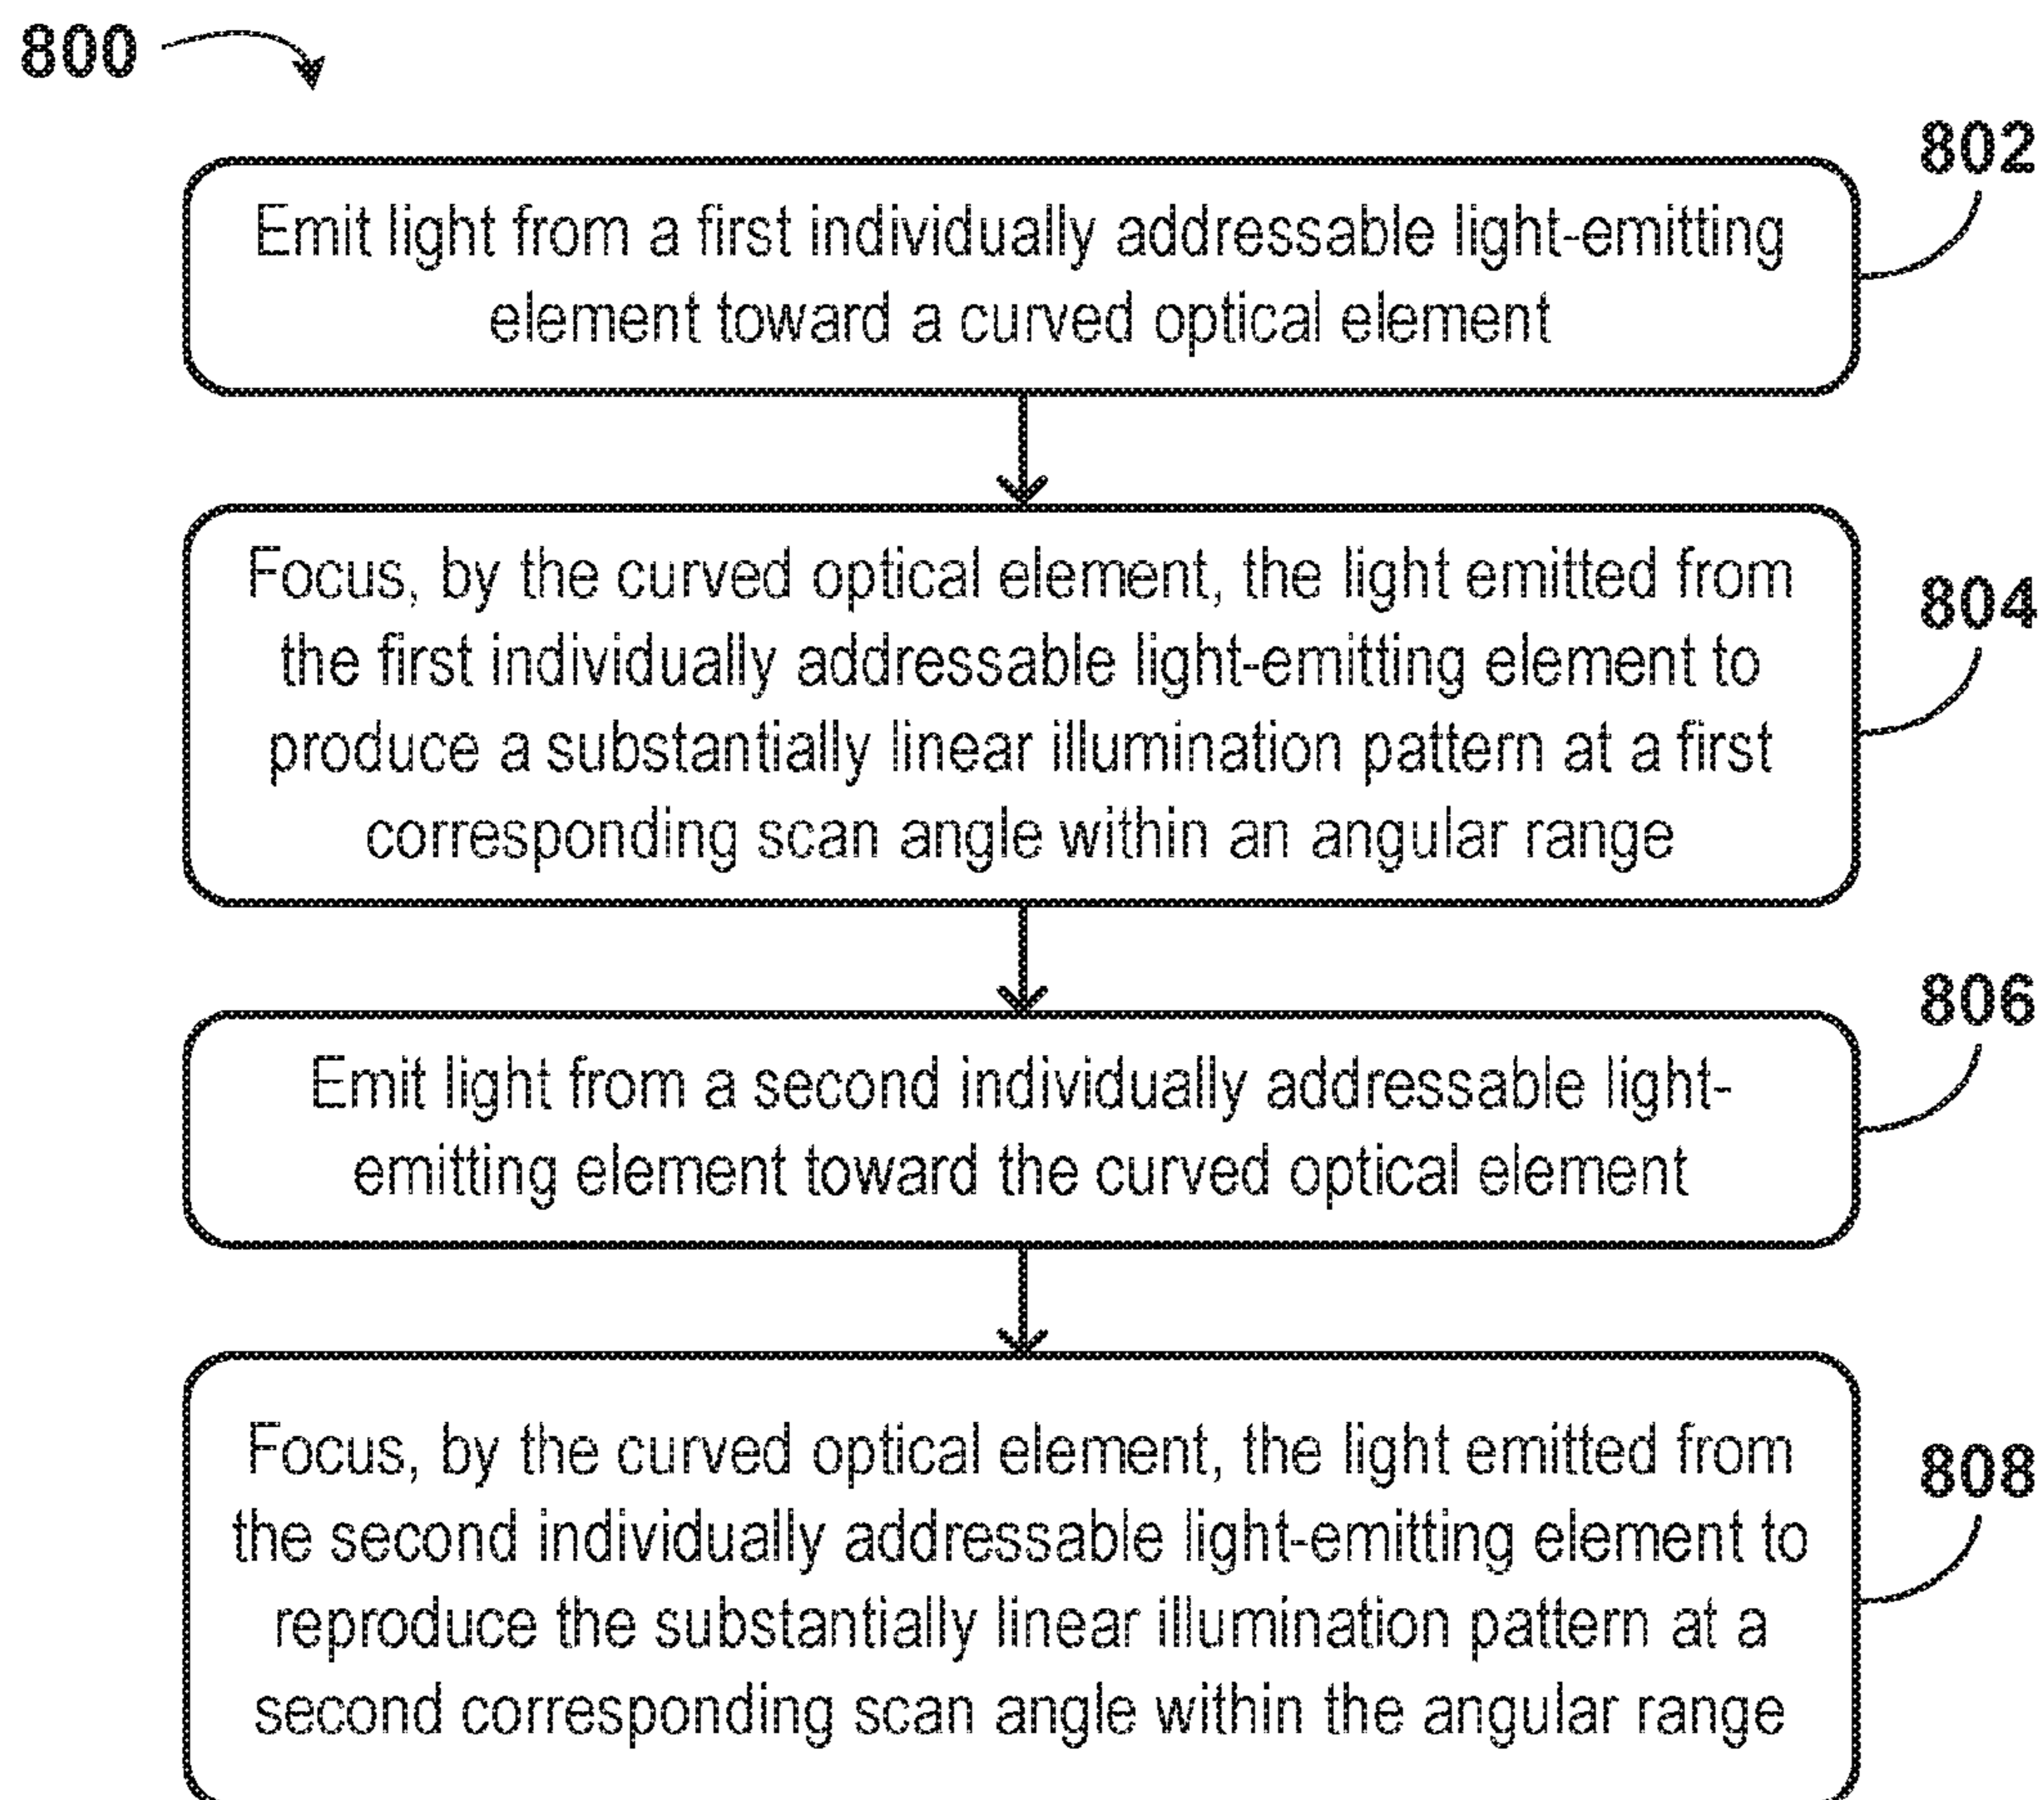 800
802
Emit light from a first individually addressable light-emitting
element toward a curved optical element
804
Focus, by the curved optical element, the light emitted from
the first individually addressable light-emitting element to
produce a substantially linear illumination pattern at a first
corresponding scan angle within an angular range
806
Emit light from a second individually addressable light-
emitting element toward the curved optical element
808
Focus, by the curved optical element, the light emitted from
the second individually addressable light-emitting element to
reproduce the substantially linear illumination pattern at a
second corresponding scan angle within the angular range